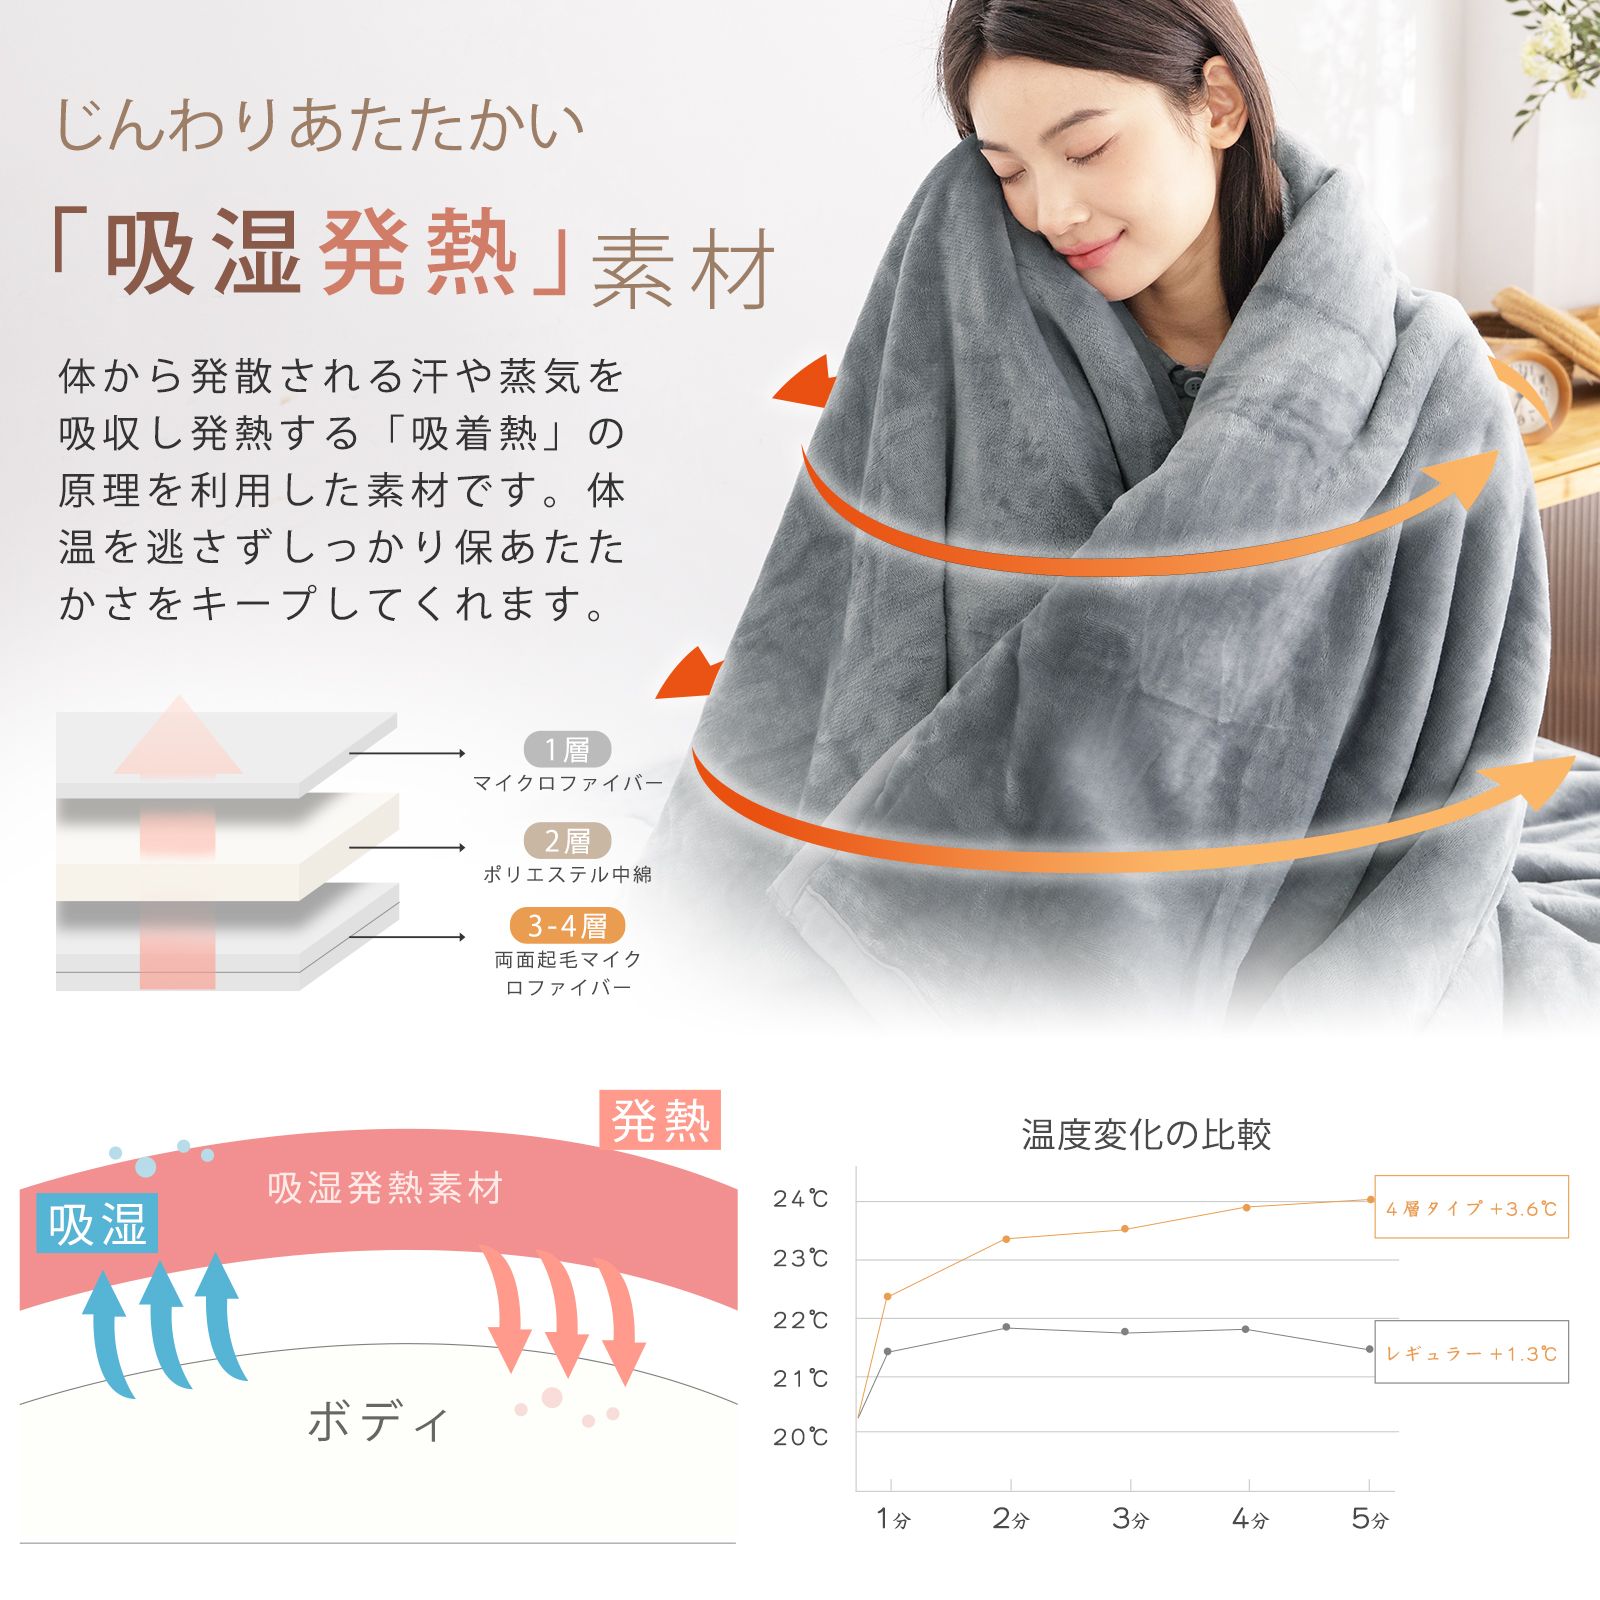 じんわりあたたかい
「吸湿発熱」素材
体から発散される汗や蒸気を
吸収し発熱する「吸着熱」の
原理を利用した素材です。体
温を逃さずしっかり保あたた
かさをキープしてくれます。
1層
マイクロファイバー
2層
ポリエステル中綿
3-4層
両面起毛マイク
ロファイバー
発熱
吸湿発熱素材
吸湿
ボディ
温度変化の比較
24℃
23℃
22℃
21℃
20℃
4層タイプ+3.6℃
レギュラー+1.3℃
1分
2分
3分
4分
5分